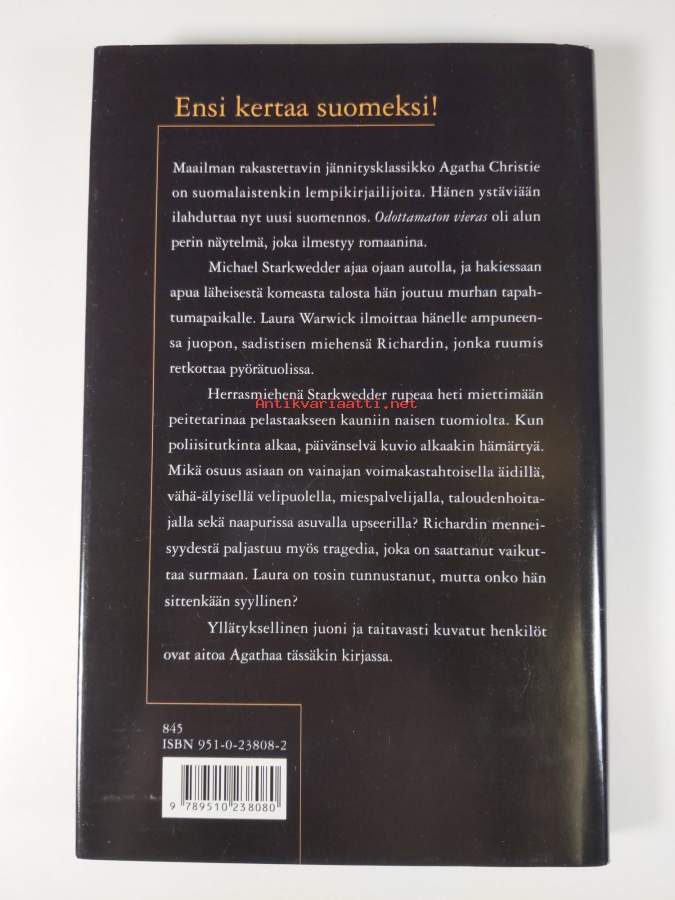 Ensi kertaa suomeksi!
Maailman rakastettavin jännitysklassikko Agatha Christie
on suomalaistenkin lempikirjailijoita. Hänen ystäviään
ilahduttaa nyt uusi suomennos. Odottamaton vieras oli alun
perin näytelmä, joka ilmestyy romaanina.
Michael Starkwedder ajaa ojaan autolla, ja hakiessaan
apua läheisestä komeasta talosta hän joutuu murhan tapah-
tumapaikalle. Laura Warwick ilmoittaa hänelle ampuneen-
sa juopon, sadistisen miehensä Richardin, jonka ruumis
retkottaa pyörätuolissa.
Herrasmiehenä Starkwedder rupeaa heti miettimään
Antikvariaatti.net
peitetarinaa pelastaakseen kauniin naisen tuomiolta. Kun
poliisitutkinta alkaa, päivänselvä kuvio alkaakin hämärtyä.
Mikä osuus asiaan on vainajan voimakastahtoisella äidillä,
vähä-älyisellä velipuolella, miespalvelijalla, taloudenhoita-
jalla sekä naapurissa asuvalla upseerilla? Richardin mennei-
syydestä paljastuu myös tragedia, joka on saattanut vaikut-
taa surmaan. Laura on tosin tunnustanut, mutta onko hän
sittenkään syyllinen?
Yllätyksellinen juoni ja taitavasti kuvatut henkilöt
ovat aitoa Agathaa tässäkin kirjassa.
845
ISBN 951-0-23808-2
9 789510 238080